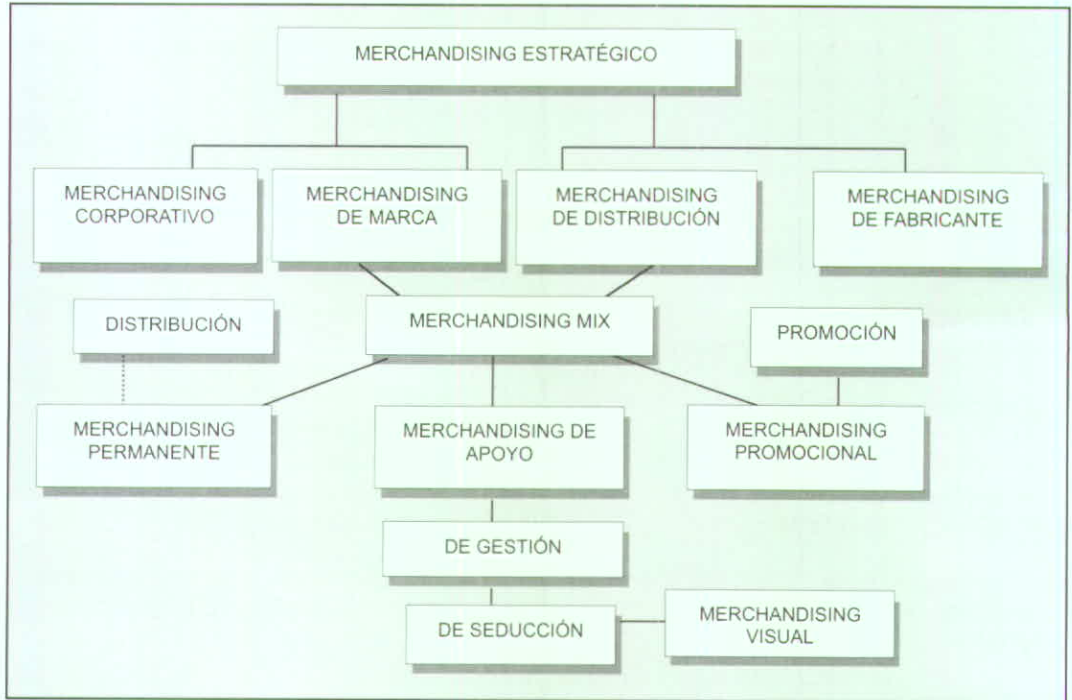 MERCHANDISING ESTRATÉGICO
MERCHANDISING
CORPORATIVO
MERCHANDISING
DE MARCA
MERCHANDISING
DE DISTRIBUCIÓN
MERCHANDISING
DE FABRICANTE
DISTRIBUCIÓN
MERCHANDISING MIX
PROMOCIÓN
MERCHANDISING
PERMANENTE
MERCHANDISING DE
APOYO
MERCHANDISING
PROMOCIONAL
DE GESTIÓN
DE SEDUCCIÓN
MERCHANDISING
VISUAL